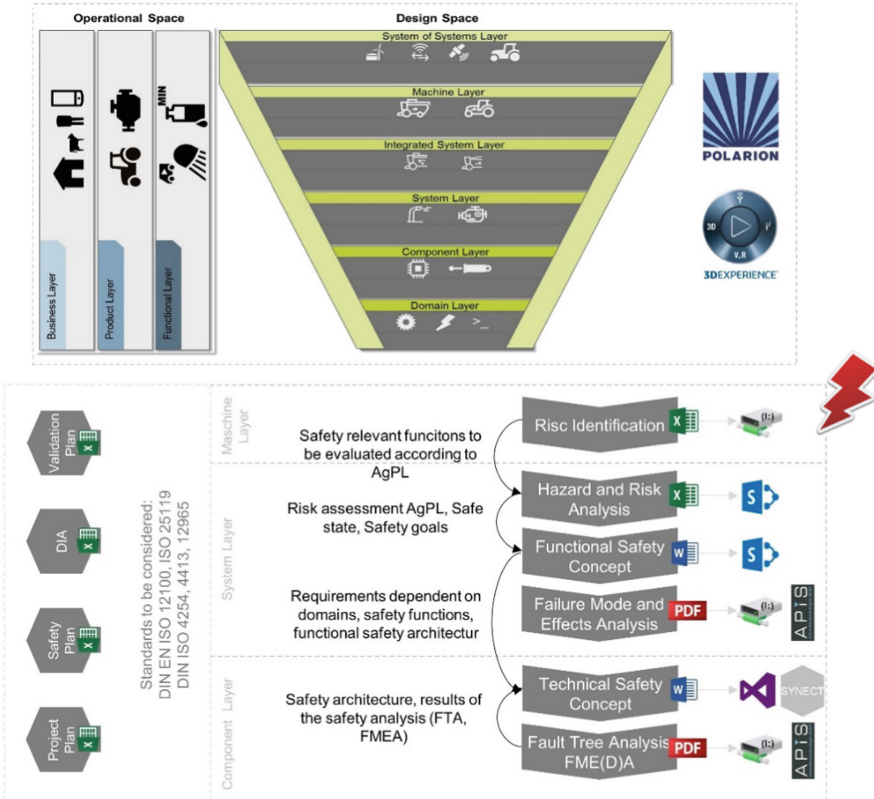 Operational Space
Design Space
Business Layer
Product Layer
Functional Layer
MIN
System of Systems Layer
Machine Layer
Integrated System Layer
System Layer
Component Layer
Domain Layer
>_
POLARION
3D
i²
V.R
3DEXPERIENCE®
Validation
Plan
X
DIA
X
Safety
Plan
X
Project
Plan
X
Standards to be considered:
DIN EN ISO 12100, ISO 25119
DIN ISO 4254, 4413, 12965
Maschine
Layer
Safety relevant funcitons to
be evaluated according to
AgPL
Risc Identification
X
(I:)
System Layer
Risk assessment AgPL, Safe
state, Safety goals
Hazard and Risk
Analysis
X
S
Functional Safety
Concept
W
S
Requirements dependent on
domains, safety functions,
functional safety architectur
Failure Mode and
Effects Analysis
PDF
(I:)
APiS
Component Layer
Safety architecture, results of
the safety analysis (FTA,
FMEA)
Technical Safety
Concept
W
SYNECT
Fault Tree Analysis
FME(D)A
PDF
(I:)
APiS